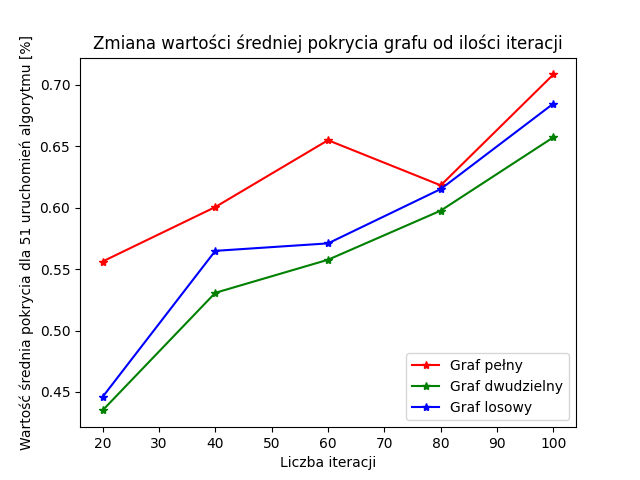 Zmiana wartości średniej pokrycia grafu od ilości iteracji
Wartość średnia pokrycia dla 51 uruchomień algorytmu [%]
0.70
0.65
0.60
0.55
0.50
0.45
Graf pełny
Graf dwudzielny
Graf losowy
20 30 40 50 60 70 80 90 100
Liczba iteracji